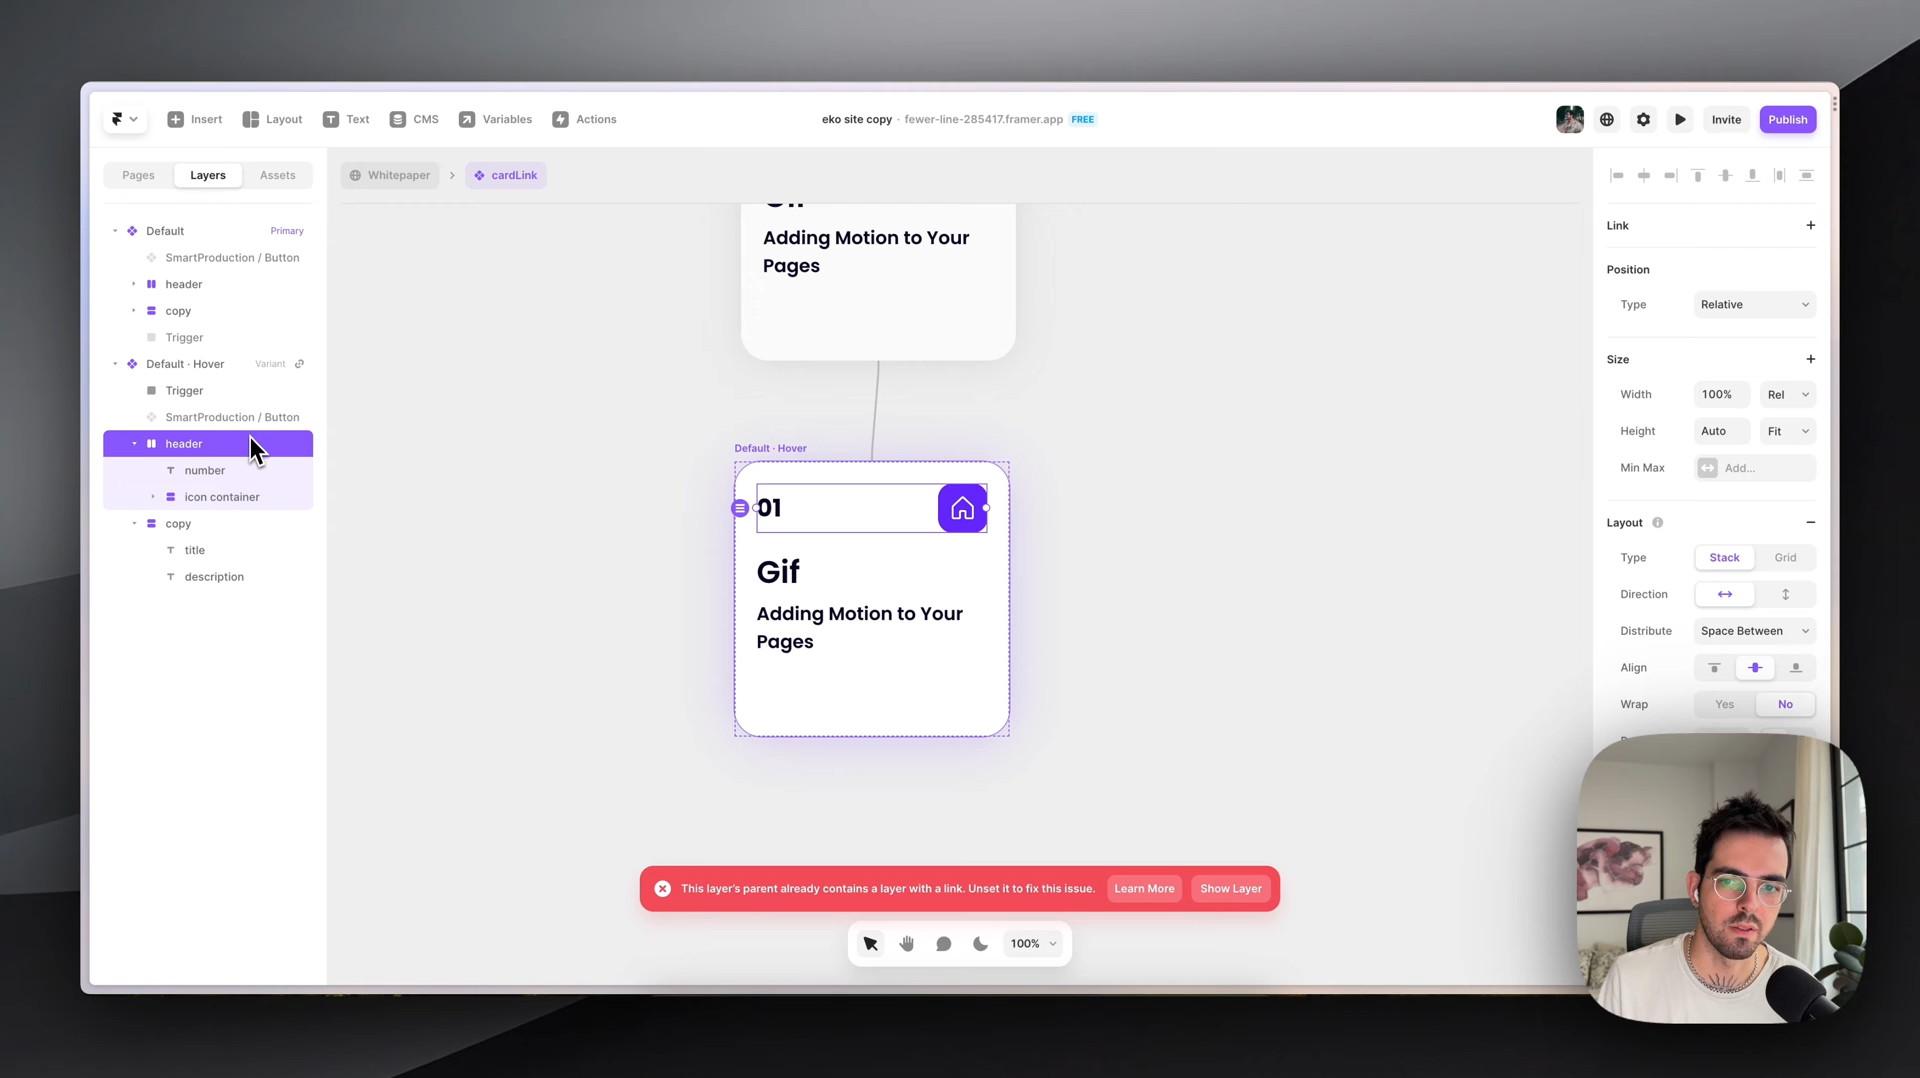 Insert
Layout
Text
CMS
Variables
Actions
eko site copy · fewer-line-285417.framer.app FREE
Invite
Publish
Pages
Layers
Assets
Whitepaper
cardLink
Default Primary
SmartProduction / Button
header
copy
Trigger
Default · Hover Variant
Trigger
SmartProduction / Button
header
number
icon container
copy
title
description
Adding Motion to Your
Pages
Default · Hover
01
Gif
Adding Motion to Your
Pages
This layer's parent already contains a layer with a link. Unset it to fix this issue. Learn More Show Layer
100%
Link
Position
Type Relative
Size
Width 100% Rel
Height Auto Fit
Min Max Add...
Layout
Type Stack Grid
Direction
Distribute Space Between
Align
Wrap Yes No